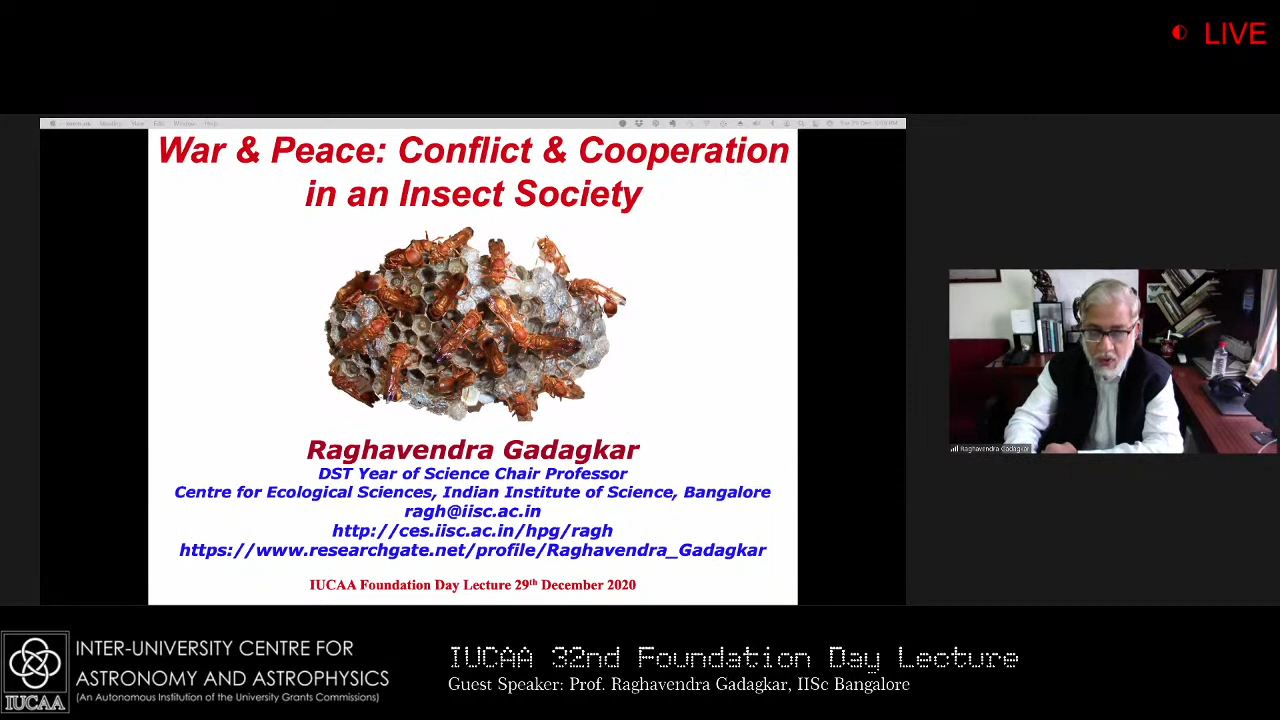 LIVE
War & Peace: Conflict & Cooperation
in an Insect Society
Raghavendra Gadagkar
DST Year of Science Chair Professor
Centre for Ecological Sciences, Indian Institute of Science, Bangalore
ragh@iisc.ac.in
http://ces.iisc.ac.in/hpg/ragh
https://www.researchgate.net/profile/Raghavendra_Gadagkar
IUCAA Foundation Day Lecture 29th December 2020
Raghavendra Gadagkar
IUCAA
INTER-UNIVERSITY CENTRE FOR
ASTRONOMY AND ASTROPHYSICS
(An Autonomous Institution of the University Grants Commissions)
IUCAA 32nd Foundation Day Lecture
Guest Speaker: Prof. Raghavendra Gadagkar, IISc Bangalore